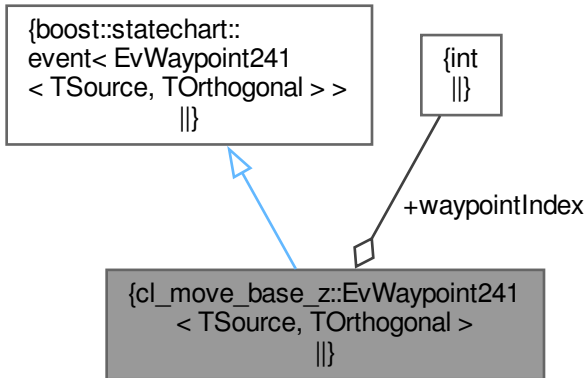 {boost::statechart::
event< EvWaypoint241
< TSource, TOrthogonal > >
||}
{int
||}
+waypointIndex
{cl_move_base_z::EvWaypoint241
< TSource, TOrthogonal >
||}